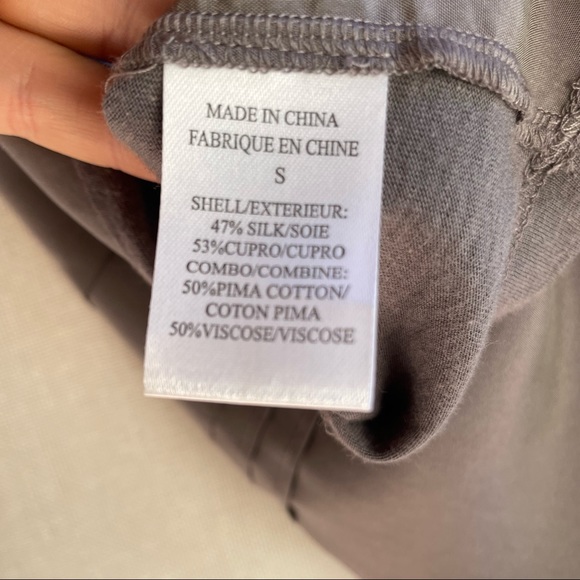 MADE IN CHINA
FABRIQUE EN CHINE
S
SHELL/EXTERIEUR:
47% SILK/SOIE
53%CUPRO/CUPRO
COMBO/COMBINE:
50%PIMA COTTON/
COTON PIMA
50%VISCOSE/VISCOSE